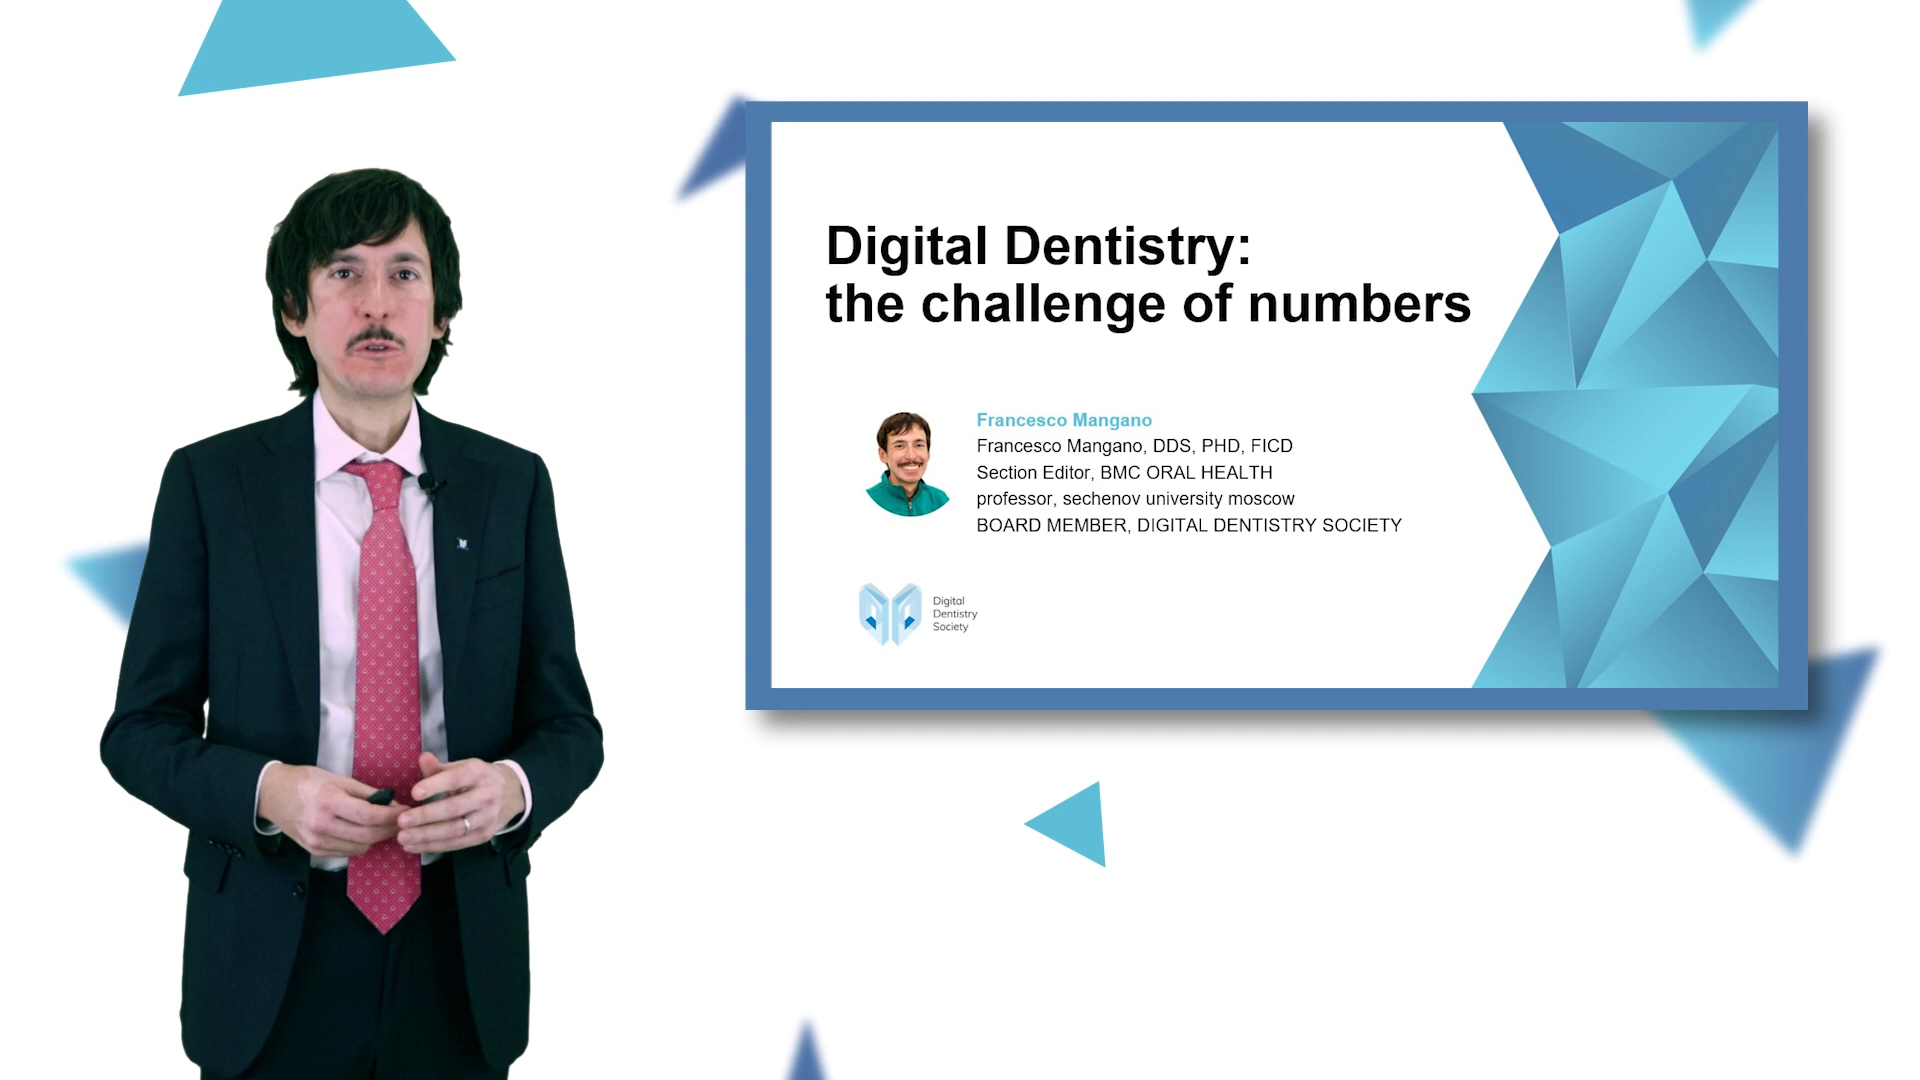 Digital Dentistry:
the challenge of numbers
Francesco Mangano
Francesco Mangano, DDS, PHD, FICD
Section Editor, BMC ORAL HEALTH
professor, sechenov university moscow
BOARD MEMBER, DIGITAL DENTISTRY SOCIETY
Digital
Dentistry
Society